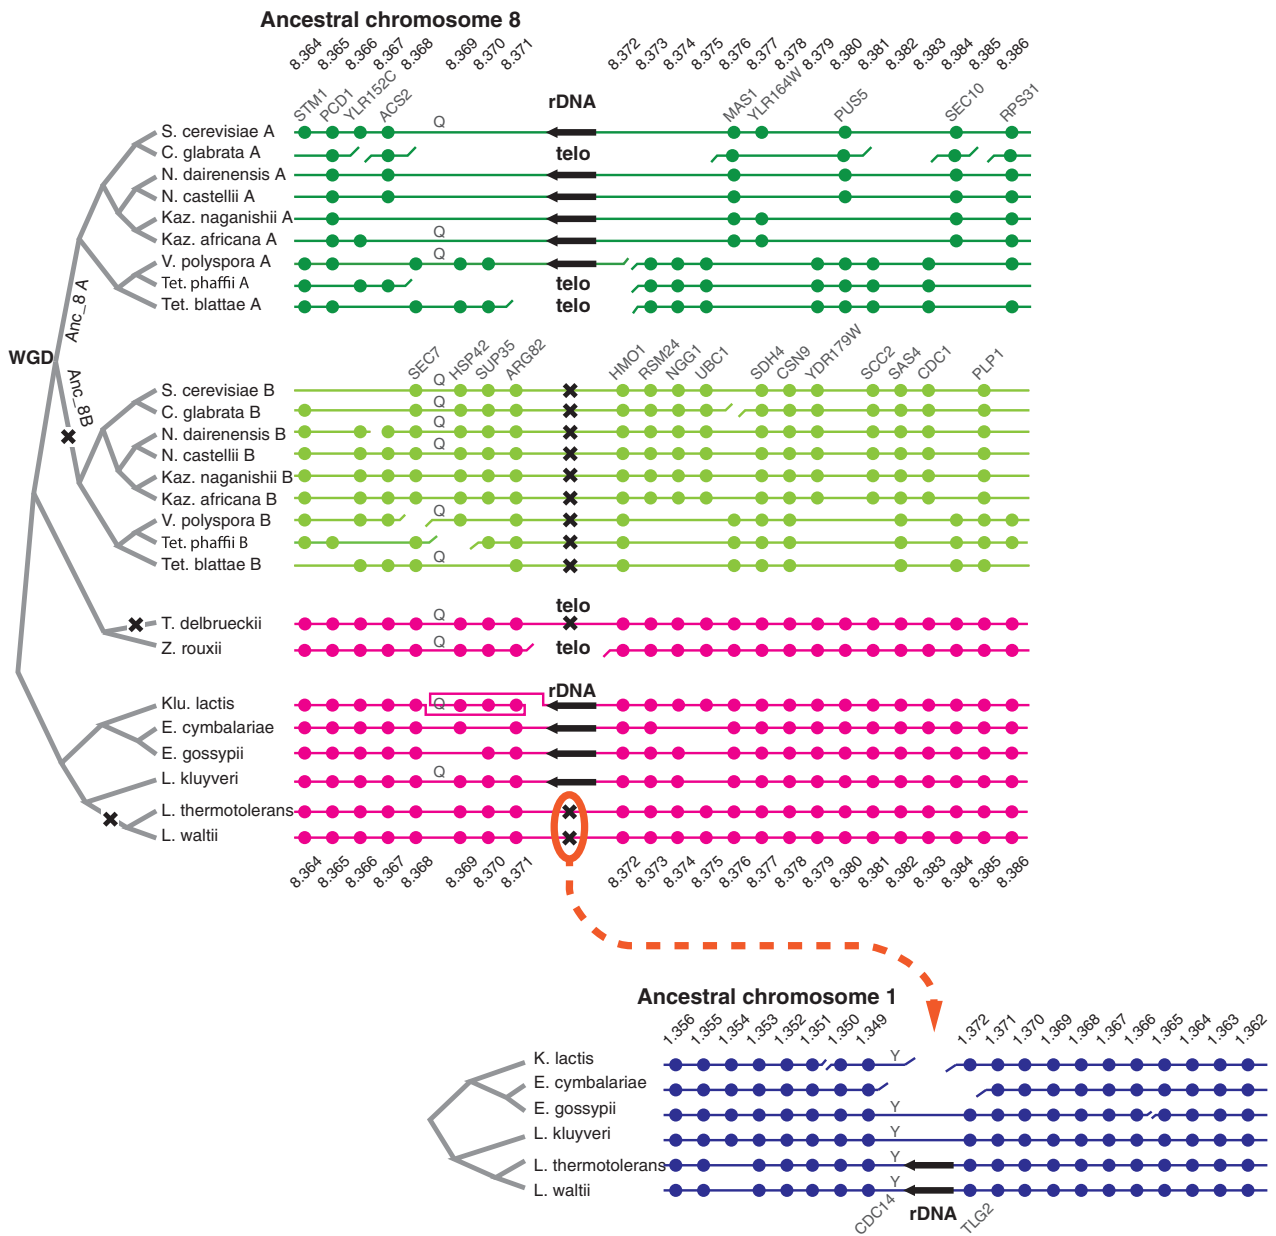 Ancestral chromosome 8
8.364 8.365 8.366 8.367 8.368 8.369 8.370 8.371 8.372 8.373 8.374 8.375 8.376 8.377 8.378 8.379 8.380 8.381 8.382 8.383 8.384 8.385 8.386
STM1 PCD1 YLR152C ACS2 rDNA MAS1 YLR164W PUS5 SEC10 RPS31
S. cerevisiae A Q
C. glabrata A telo
N. dairenensis A
N. castellii A
Kaz. naganishii A
Kaz. africana A Q
V. polyspora A Q
Tet. phaffii A telo
Tet. blattae A telo
Anc_8 A
WGD
Anc_8B
SEC7 HSP42 SUP35 ARG82 HMO1 RSM24 NGG1 UBC1 SDH4 CSN9 YDR179W SCC2 SAS4 CDC1 PLP1
S. cerevisiae B Q
C. glabrata B Q
N. dairenensis B Q
N. castellii B Q
Kaz. naganishii B
Kaz. africana B
V. polyspora B Q
Tet. phaffii B
Tet. blattae B Q
telo
T. delbrueckii Q
Z. rouxii Q telo
rDNA
Klu. lactis Q
E. cymbalariae
E. gossypii
L. kluyveri Q
L. thermotolerans
L. waltii
8.364 8.365 8.366 8.367 8.368 8.369 8.370 8.371 8.372 8.373 8.374 8.375 8.376 8.377 8.378 8.379 8.380 8.381 8.382 8.383 8.384 8.385 8.386
Ancestral chromosome 1
1.356 1.355 1.354 1.353 1.352 1.351 1.350 1.349 1.372 1.371 1.370 1.369 1.368 1.367 1.366 1.365 1.364 1.363 1.362
K. lactis Y
E. cymbalariae
E. gossypii Y
L. kluyveri Y
L. thermotolerans Y
L. waltii Y
CDC14 rDNA TLG2